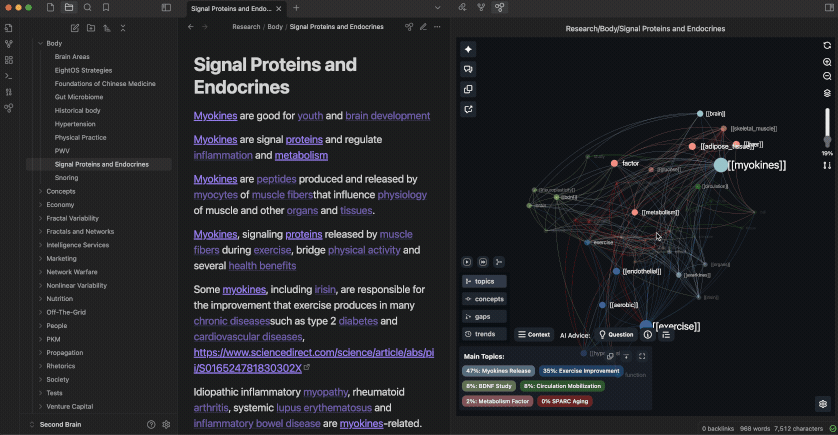 Signal Proteins and Endo...
Research / Body / Signal Proteins and Endocrines
Body
Brain Areas
EightOS Strategies
Foundations of Chinese Medicine
Gut Microbiome
Historical body
Hypertension
Physical Practice
PWV
Signal Proteins and Endocrines
Snoring
Concepts
Economy
Fractal Variability
Fractals and Networks
Intelligence Services
Marketing
Network Warfare
Nonlinear Variability
Nutrition
Off-The-Grid
People
PKM
Propagation
Rhetorics
Society
Tests
Venture Capital
Second Brain
Signal Proteins and
Endocrines
Myokines are good for youth and brain development
Myokines are signal proteins and regulate
inflammation and metabolism
Myokines are peptides produced and released by
myocytes of muscle fibersthat influence physiology
of muscle and other organs and tissues.
Myokines, signaling proteins released by muscle
fibers during exercise, bridge physical activity and
several health benefits
Some myokines, including irisin, are responsible for
the improvement that exercise produces in many
chronic diseasessuch as type 2 diabetes and
cardiovascular diseases,
https://www.sciencedirect.com/science/article/abs/pi
i/S016524781830302X
Idiopathic inflammatory myopathy, rheumatoid
arthritis, systemic lupus erythematosus and
inflammatory bowel disease are myokines-related.
Research/Body/Signal Proteins and Endocrines
[[brain]]
[[skeletal_muscle]]
[[adipose_tissue]]
[[liver]]
factor
[[myokines]]
[[metabolism]]
exercise
[[endothelial]]
[[aerobic]]
[[exercise]]
function
19%
topics
concepts
gaps
trends
Context
AI Advice:
Question
Main Topics:
47%: Myokines Release
35%: Exercise Improvement
6%: BDNF Study
8%: Circulation Mobilization
2%: Metabolism Factor
0% SPARC Aging
0 backlinks
968 words
7,512 characters